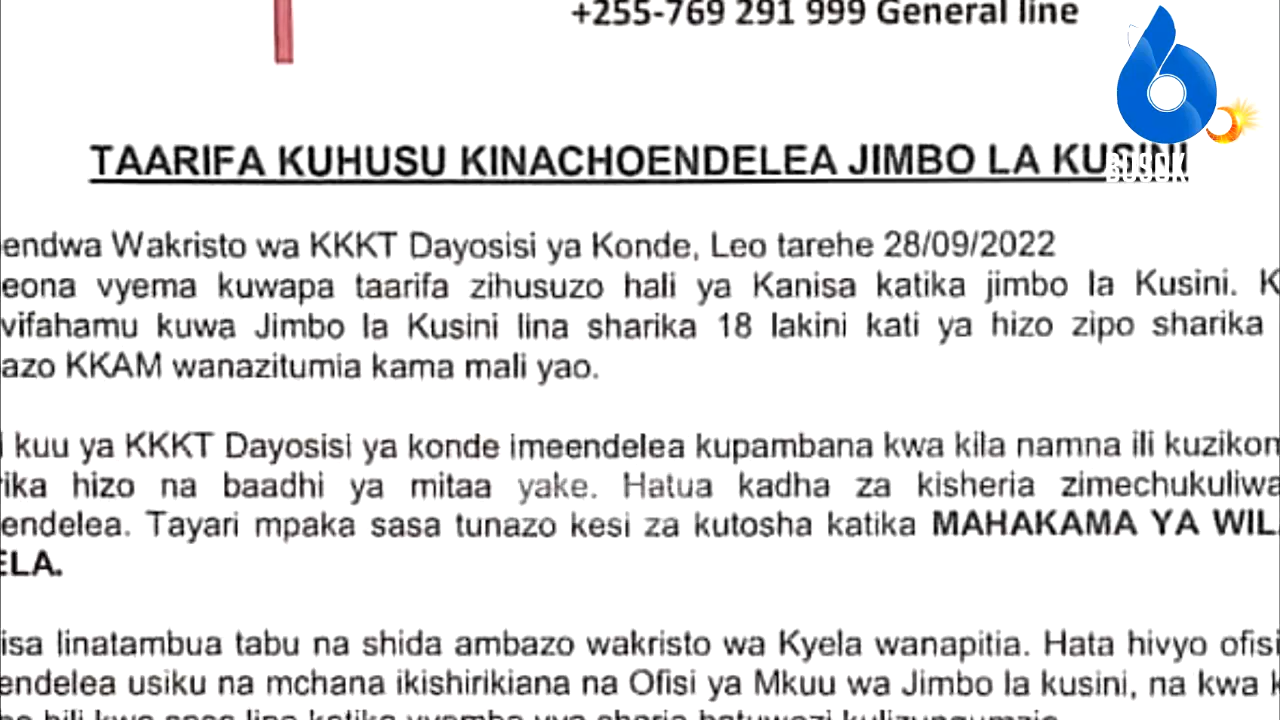 +255-769 291 999 General line
TAARIFA KUHUSU KINACHOENDELEA JIMBO LA KUSINI
BUSOK
endwa Wakristo wa KKKT Dayosisi ya Konde, Leo tarehe 28/09/2022
eona vyema kuwapa taarifa zihusuzo hali ya Kanisa katika jimbo la Kusini. K
vifahamu kuwa Jimbo la Kusini lina sharika 18 lakini kati ya hizo zipo sharika
azo KKAM wanazitumia kama mali yao.
kuu ya KKKT Dayosisi ya konde imeendelea kupambana kwa kila namna ili kuzikom
rika hizo na baadhi ya mitaa yake. Hatua kadha za kisheria zimechukuliwa
endelea. Tayari mpaka sasa tunazo kesi za kutosha katika MAHAKAMA YA WIL
ELA.
isa linatambua tabu na shida ambazo wakristo wa Kyela wanapitia. Hata hivyo ofisi
endelea usiku na mchana ikishirikiana na Ofisi ya Mkuu wa Jimbo la kusini, na kwa k